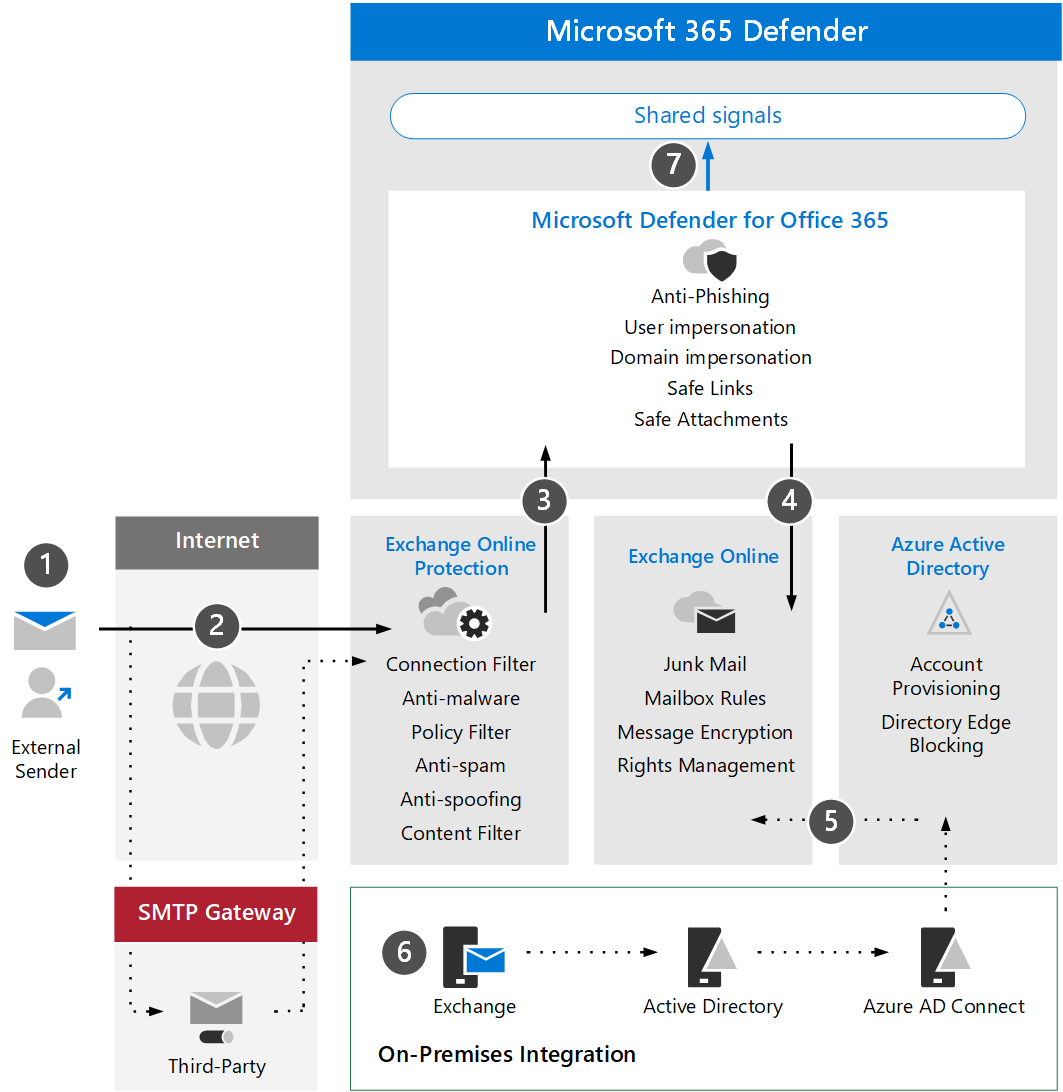 Microsoft 365 Defender
Shared signals
7
Microsoft Defender for Office 365
Anti-Phishing
User impersonation
Domain impersonation
Safe Links
Safe Attachments
3
4
1
External
Sender
Internet
2
Exchange Online
Protection
Connection Filter
Anti-malware
Policy Filter
Anti-spam
Anti-spoofing
Content Filter
Exchange Online
Junk Mail
Mailbox Rules
Message Encryption
Rights Management
Azure Active
Directory
Account
Provisioning
Directory Edge
Blocking
5
SMTP Gateway
Third-Party
6
Exchange
Active Directory
Azure AD Connect
On-Premises Integration